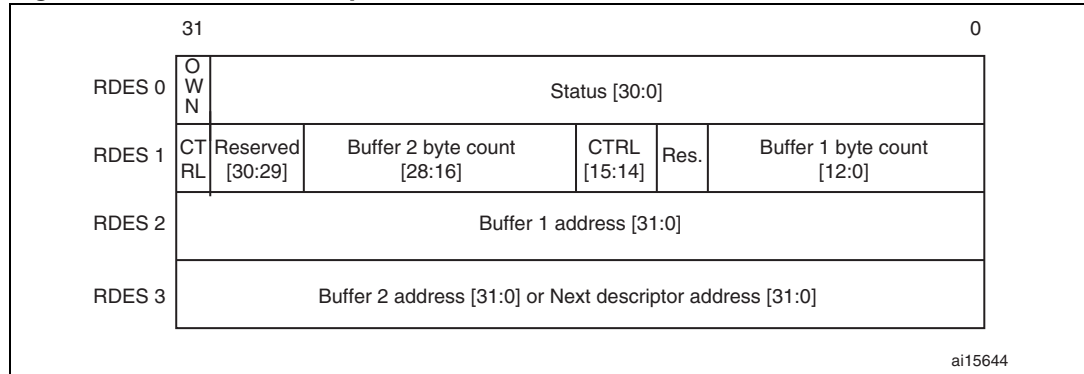 31 0
RDES 0
O
W
N
Status [30:0]
RDES 1
CT
RL
Reserved
[30:29]
Buffer 2 byte count
[28:16]
CTRL
[15:14]
Res.
Buffer 1 byte count
[12:0]
RDES 2
Buffer 1 address [31:0]
RDES 3
Buffer 2 address [31:0] or Next descriptor address [31:0]
ai15644